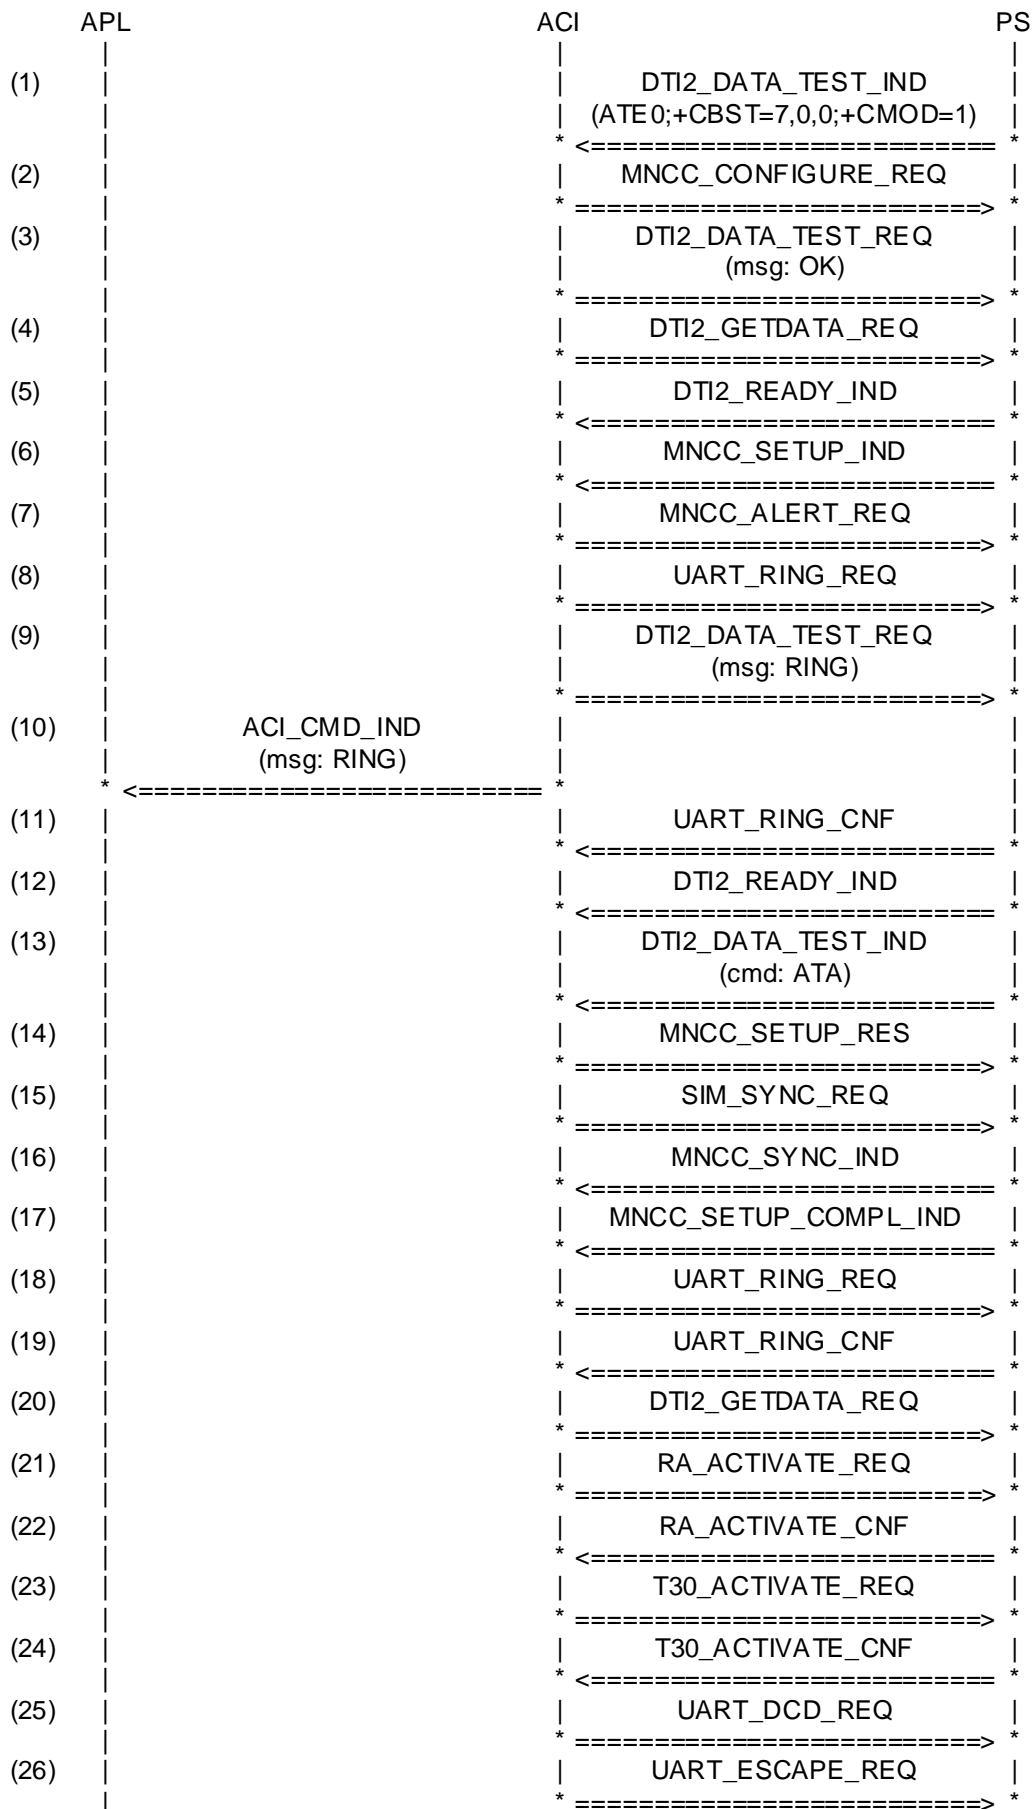 APL ACI PS
| | |
(1) | | DTI2_DATA_TEST_IND |
| | (ATE0;+CBST=7,0,0;+CMOD=1) |
| * <========================== *
(2) | | MNCC_CONFIGURE_REQ |
| * ==========================> *
(3) | | DTI2_DATA_TEST_REQ |
| | (msg: OK) |
| * ==========================> *
(4) | | DTI2_GETDATA_REQ |
| * ==========================> *
(5) | | DTI2_READY_IND |
| * <========================== *
(6) | | MNCC_SETUP_IND |
| * <========================== *
(7) | | MNCC_ALERT_REQ |
| * ==========================> *
(8) | | UART_RING_REQ |
| * ==========================> *
(9) | | DTI2_DATA_TEST_REQ |
| | (msg: RING) |
| * ==========================> *
(10) | ACI_CMD_IND | |
| (msg: RING) | |
* <========================== * |
(11) | | UART_RING_CNF |
| * <========================== *
(12) | | DTI2_READY_IND |
| * <========================== *
(13) | | DTI2_DATA_TEST_IND |
| | (cmd: ATA) |
| * <========================== *
(14) | | MNCC_SETUP_RES |
| * ==========================> *
(15) | | SIM_SYNC_REQ |
| * ==========================> *
(16) | | MNCC_SYNC_IND |
| * <========================== *
(17) | | MNCC_SETUP_COMPL_IND |
| * <========================== *
(18) | | UART_RING_REQ |
| * ==========================> *
(19) | | UART_RING_CNF |
| * <========================== *
(20) | | DTI2_GETDATA_REQ |
| * ==========================> *
(21) | | RA_ACTIVATE_REQ |
| * ==========================> *
(22) | | RA_ACTIVATE_CNF |
| * <========================== *
(23) | | T30_ACTIVATE_REQ |
| * ==========================> *
(24) | | T30_ACTIVATE_CNF |
| * <========================== *
(25) | | UART_DCD_REQ |
| * ==========================> *
(26) | | UART_ESCAPE_REQ |
| * ==========================> *